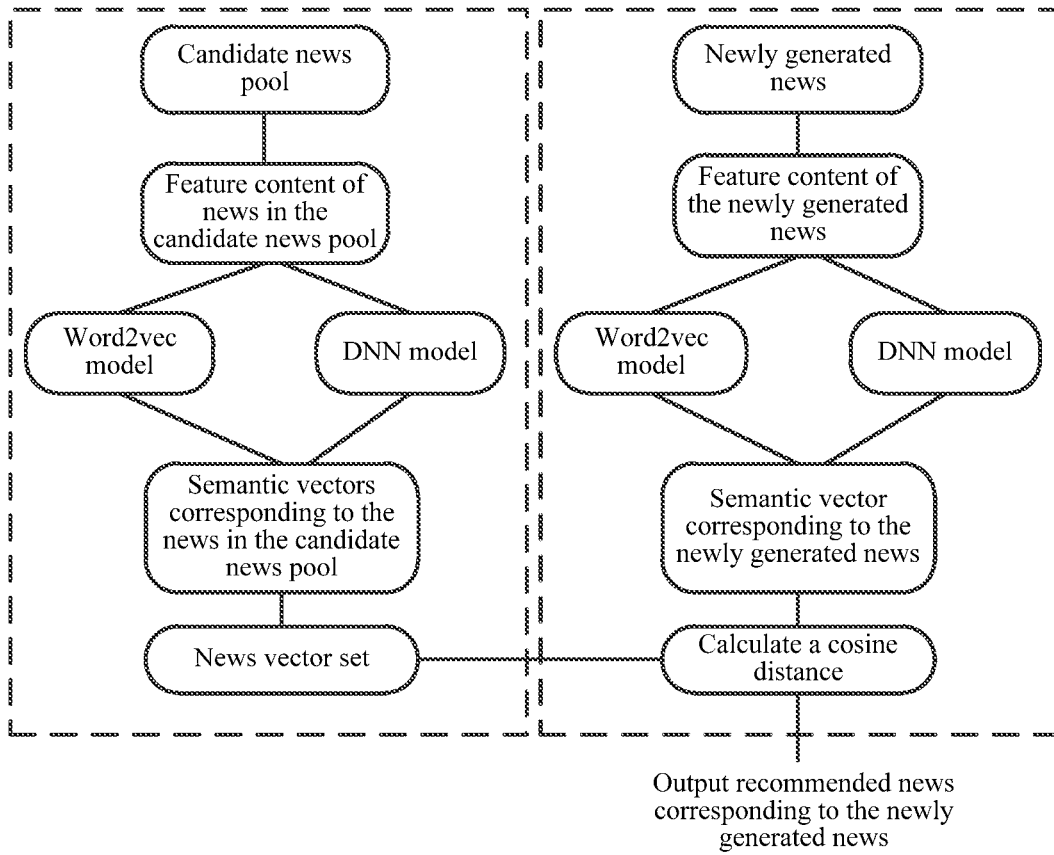 Candidate news
pool
Feature content of
news in the
candidate news pool
Word2vec
model
DNN model
Semantic vectors
corresponding to the
news in the candidate
news pool
News vector set
Newly generated
news
Feature content of
the newly generated
news
Word2vec
model
DNN model
Semantic vector
corresponding to the
newly generated news
Calculate a cosine
distance
Output recommended news
corresponding to the newly
generated news